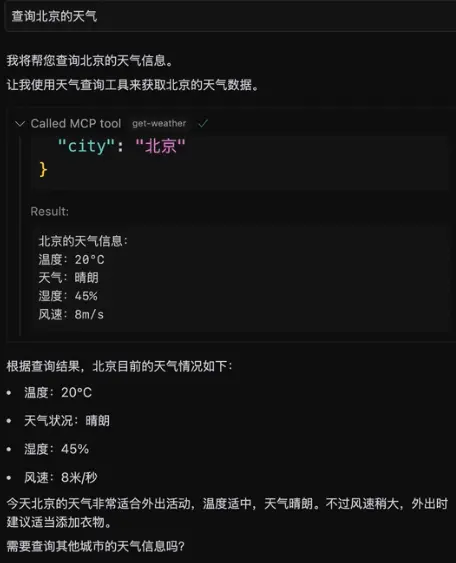 查询北京的天气
我将帮您查询北京的天气信息。
让我使用天气查询工具来获取北京的天气数据。
Called MCP tool get-weather
"city": "北京"
}
Result:
北京的天气信息:
温度: 20°C
天气: 晴朗
湿度: 45%
风速: 8m/s
根据查询结果，北京目前的天气情况如下：
• 温度：20°C
• 天气状况：晴朗
• 湿度：45%
• 风速：8米/秒
今天北京的天气非常适合外出活动，温度适中，天气晴朗。不过风速稍大，外出时
建议适当添加衣物。
需要查询其他城市的天气信息吗？